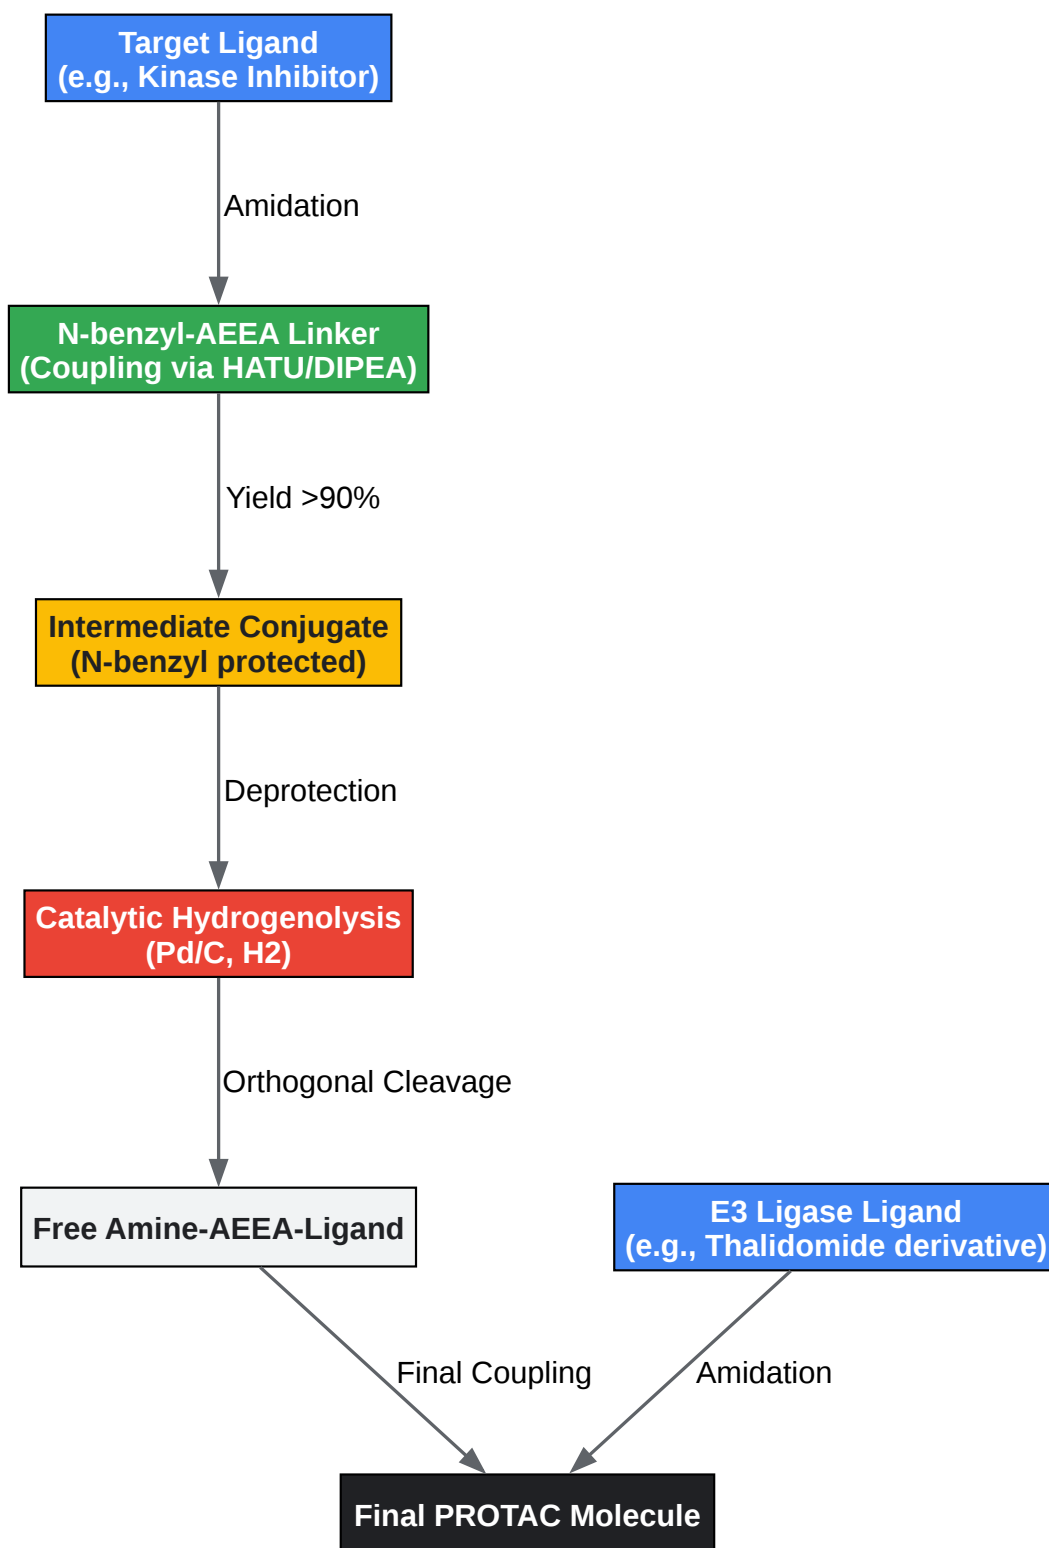 Target Ligand
(e.g., Kinase Inhibitor)
Amidation
N-benzyl-AEEA Linker
(Coupling via HATU/DIPEA)
Yield >90%
Intermediate Conjugate
(N-benzyl protected)
Deprotection
Catalytic Hydrogenolysis
(Pd/C, H2)
Orthogonal Cleavage
Free Amine-AEEA-Ligand
E3 Ligase Ligand
(e.g., Thalidomide derivative)
Final Coupling
Amidation
Final PROTAC Molecule